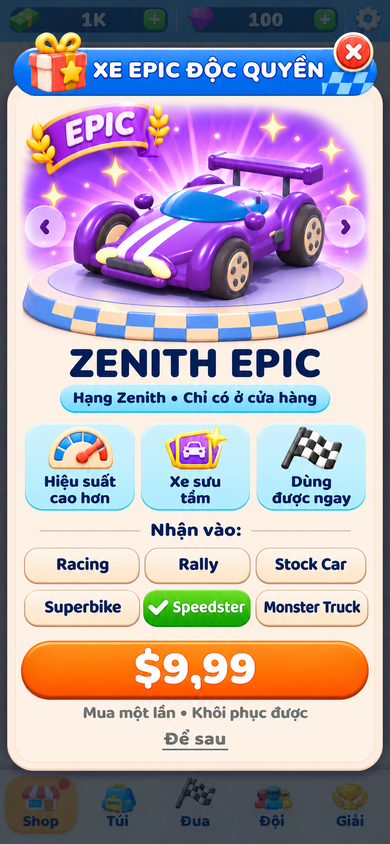 1K
100
XE EPIC ĐỘC QUYỀN
EPIC
ZENITH EPIC
Hạng Zenith • Chỉ có ở cửa hàng
Hiệu suất
cao hơn
Xe sưu
tầm
Dùng
được ngay
Nhận vào:
Racing
Rally
Stock Car
Superbike
Speedster
Monster Truck
$9,99
Mua một lần • Khôi phục được
Để sau
Shop
Túi
Đua
Đội
Giải